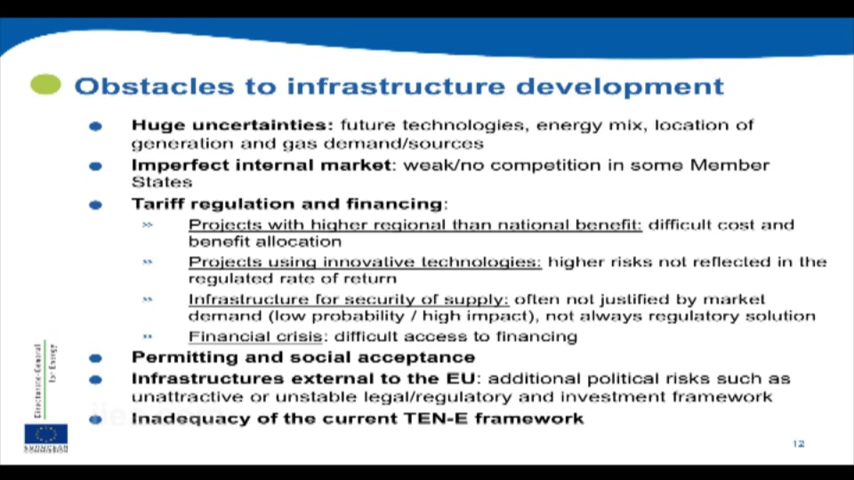 Obstacles to infrastructure development
Huge uncertainties: future technologies, energy mix, location of
generation and gas demand/sources
Imperfect internal market: weak/no competition in some Member
States
Tariff regulation and financing:
Projects with higher regional than national benefit: difficult cost and
benefit allocation
Projects using innovative technologies: higher risks not reflected in the
regulated rate of return
Infrastructure for security of supply: often not justified by market
demand (low probability / high impact), not always regulatory solution
Financial crisis: difficult access to financing
Permitting and social acceptance
Infrastructures external to the EU: additional political risks such as
unattractive or unstable legal/regulatory and investment framework
Inadequacy of the current TEN-E framework
Directorate-General
for Energy
EUROPEAN
COMMISSION
12